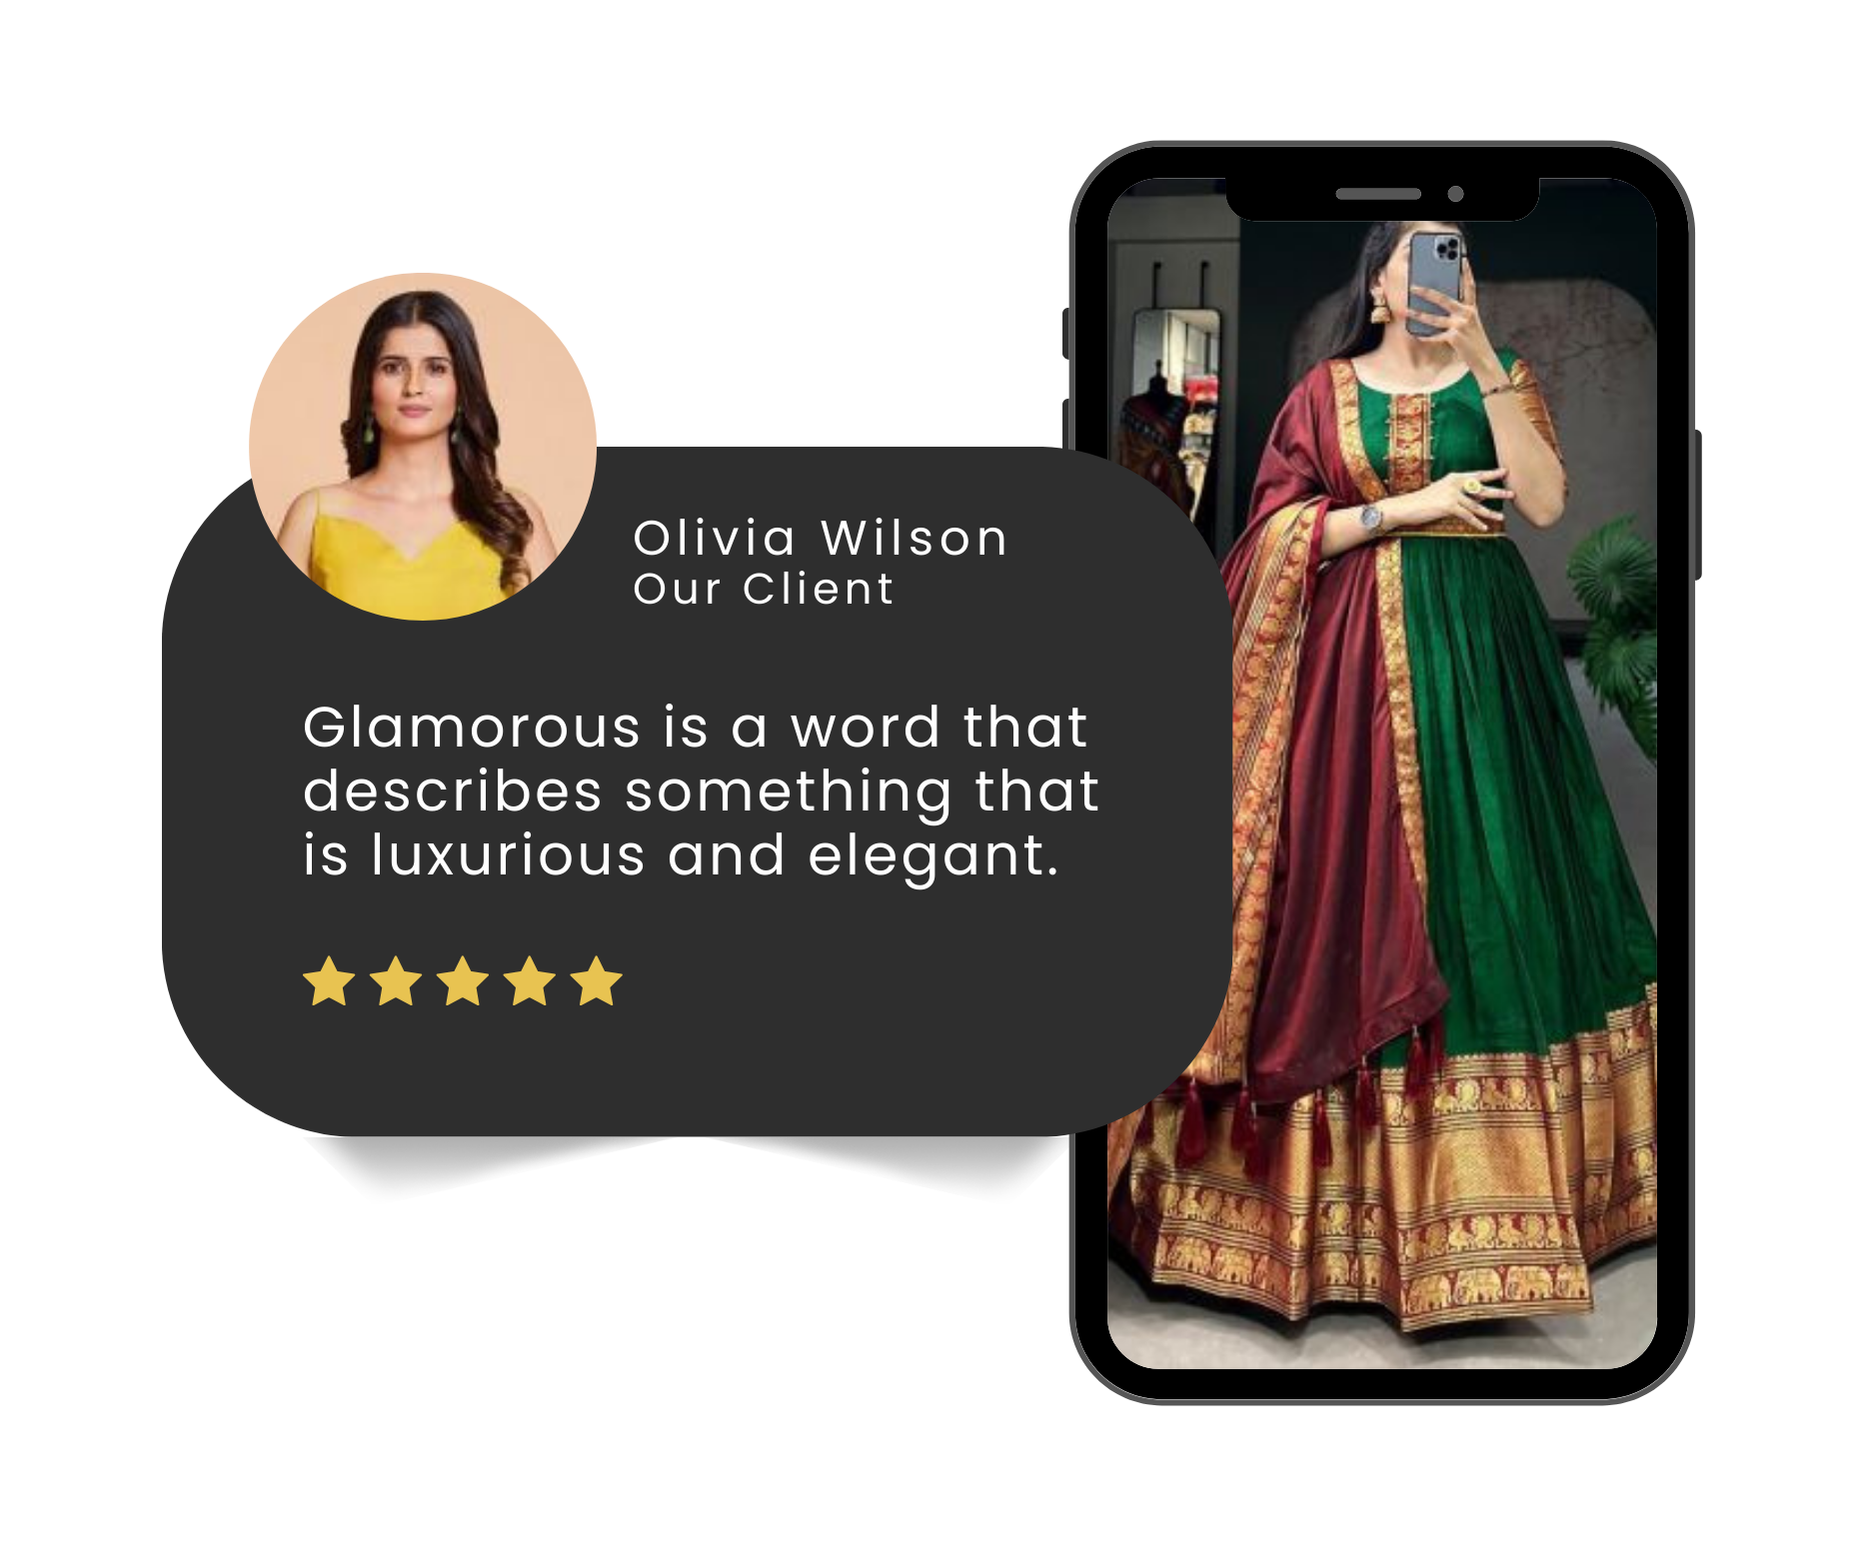 Olivia Wilson
Our Client
Glamorous is a word that
describes something that
is luxurious and elegant.